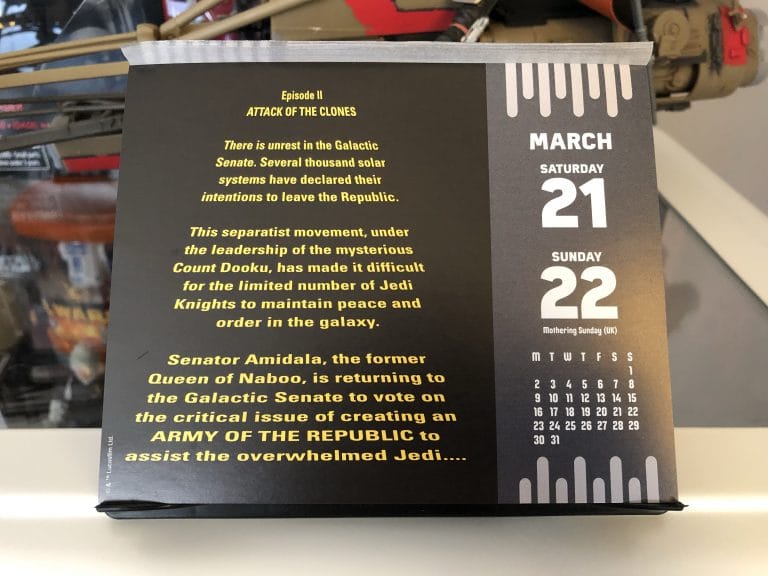 Episode II
ATTACK OF THE CLONES
There is unrest in the Galactic
Senate. Several thousand solar
systems have declared their
intentions to leave the Republic.
This separatist movement, under
the leadership of the mysterious
Count Dooku, has made it difficult
for the limited number of Jedi
Knights to maintain peace and
order in the galaxy.
Senator Amidala, the former
Queen of Naboo, is returning to
the Galactic Senate to vote on
the critical issue of creating an
ARMY OF THE REPUBLIC to
assist the overwhelmed Jedi....
© & ™ Lucasfilm Ltd.
MARCH
SATURDAY
21
SUNDAY
22
Mothering Sunday (UK)
M T W T F S S
1
2 3 4 5 6 7 8
9 10 11 12 13 14 15
16 17 18 19 20 21 22
23 24 25 26 27 28 29
30 31